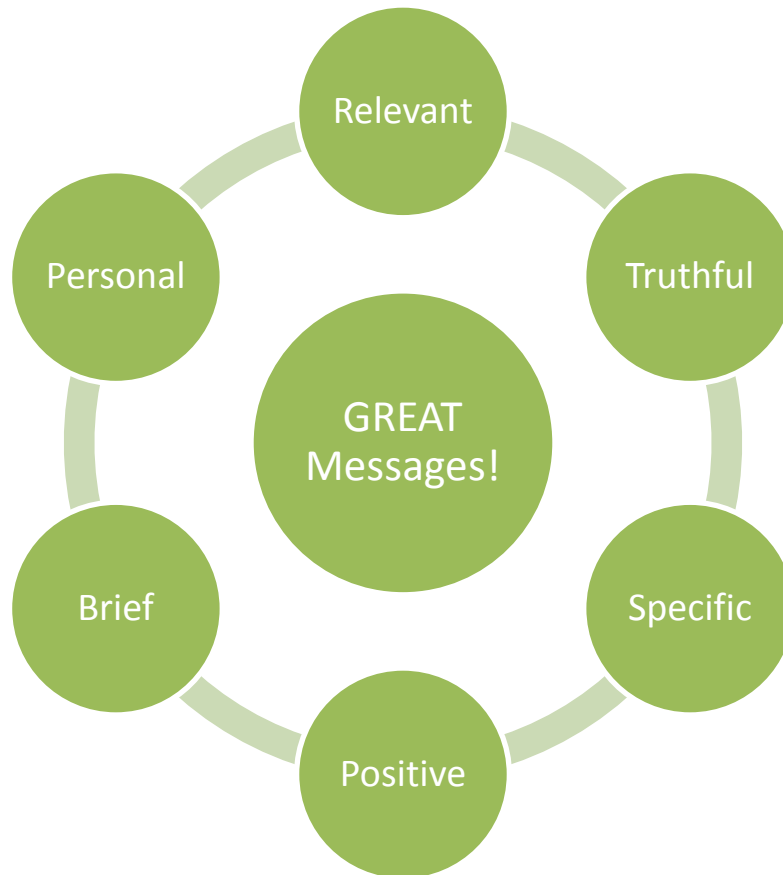 Relevant
Personal
Truthful
GREAT
Messages!
Brief
Specific
Positive